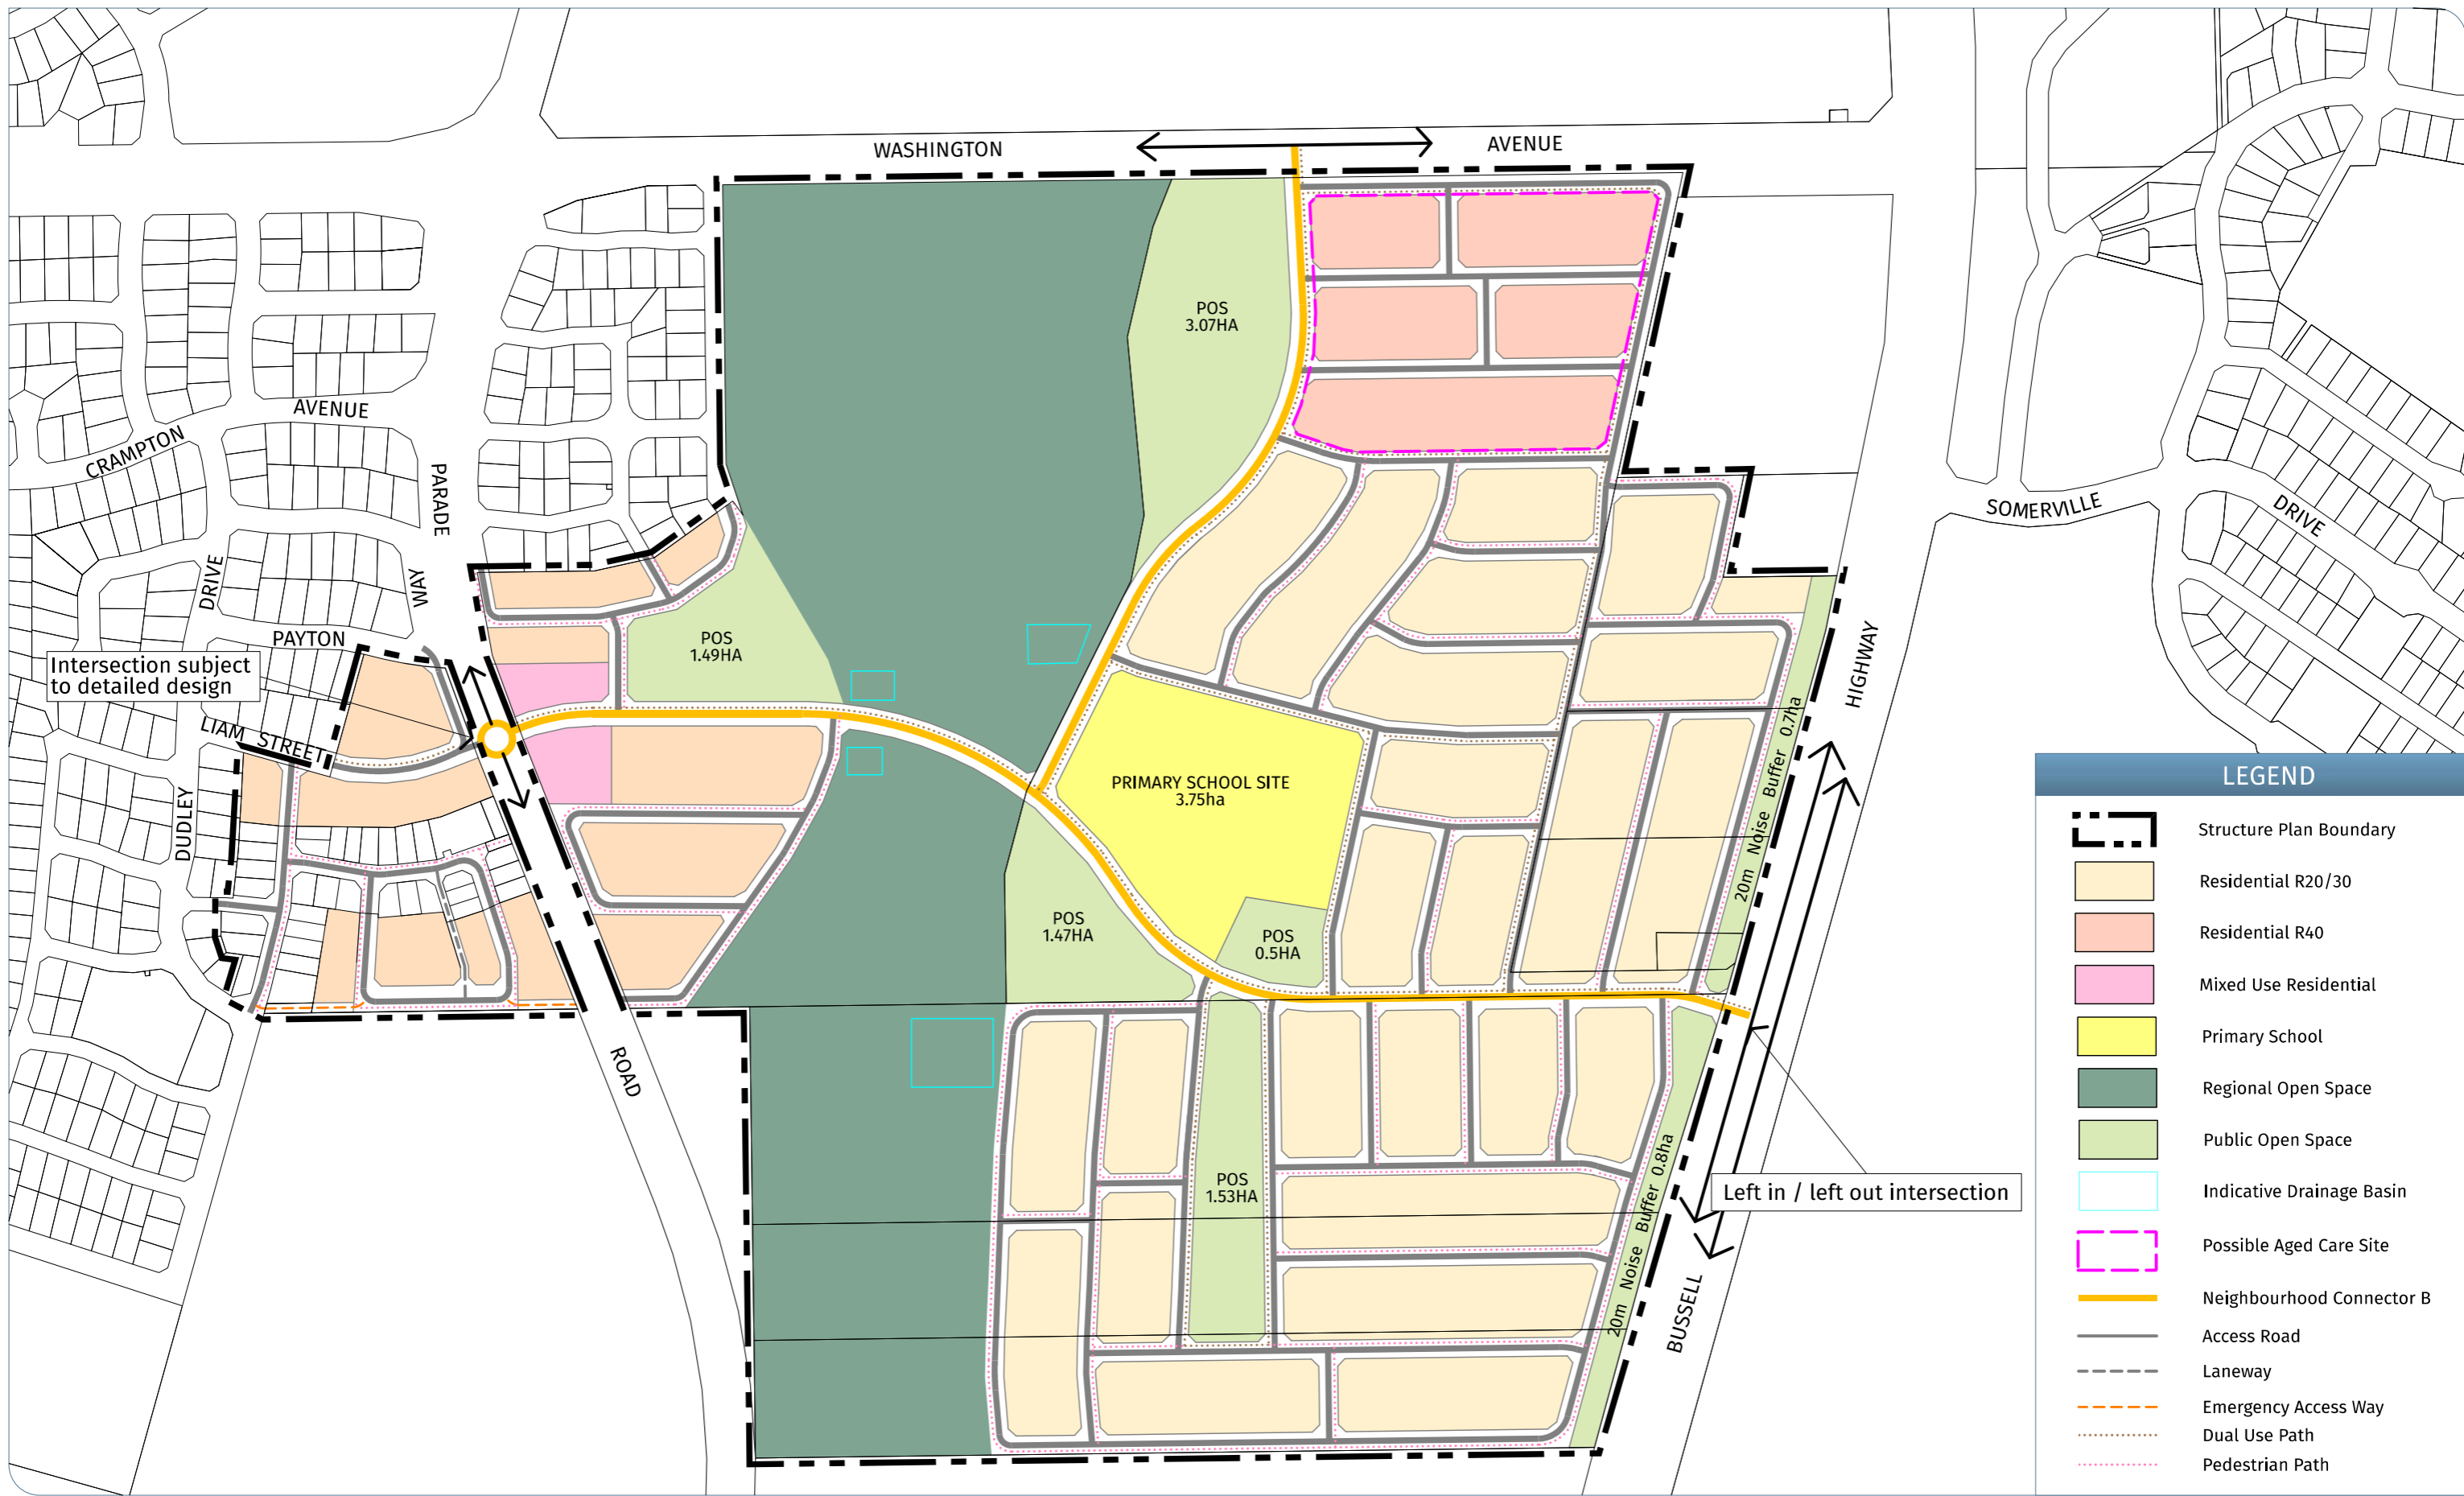 WASHINGTON
AVENUE
POS
3.07HA
AVENUE
CRAMPTON
PARADE
SOMERVILLE
DRIVE
DRIVE
WAY
PAYTON
Intersection subject
to detailed design
POS
1.49HA
HIGHWAY
LIAM STREET
20m Noise Buffer 0.7ha
PRIMARY SCHOOL SITE
3.75ha
DUDLEY
POS
1.47HA
POS
0.5HA
ROAD
POS
1.53HA
20m Noise Buffer 0.8ha
Left in / left out intersection
BUSSELL
LEGEND
Structure Plan Boundary
Residential R20/30
Residential R40
Mixed Use Residential
Primary School
Regional Open Space
Public Open Space
Indicative Drainage Basin
Possible Aged Care Site
Neighbourhood Connector B
Access Road
Laneway
Emergency Access Way
Dual Use Path
Pedestrian Path